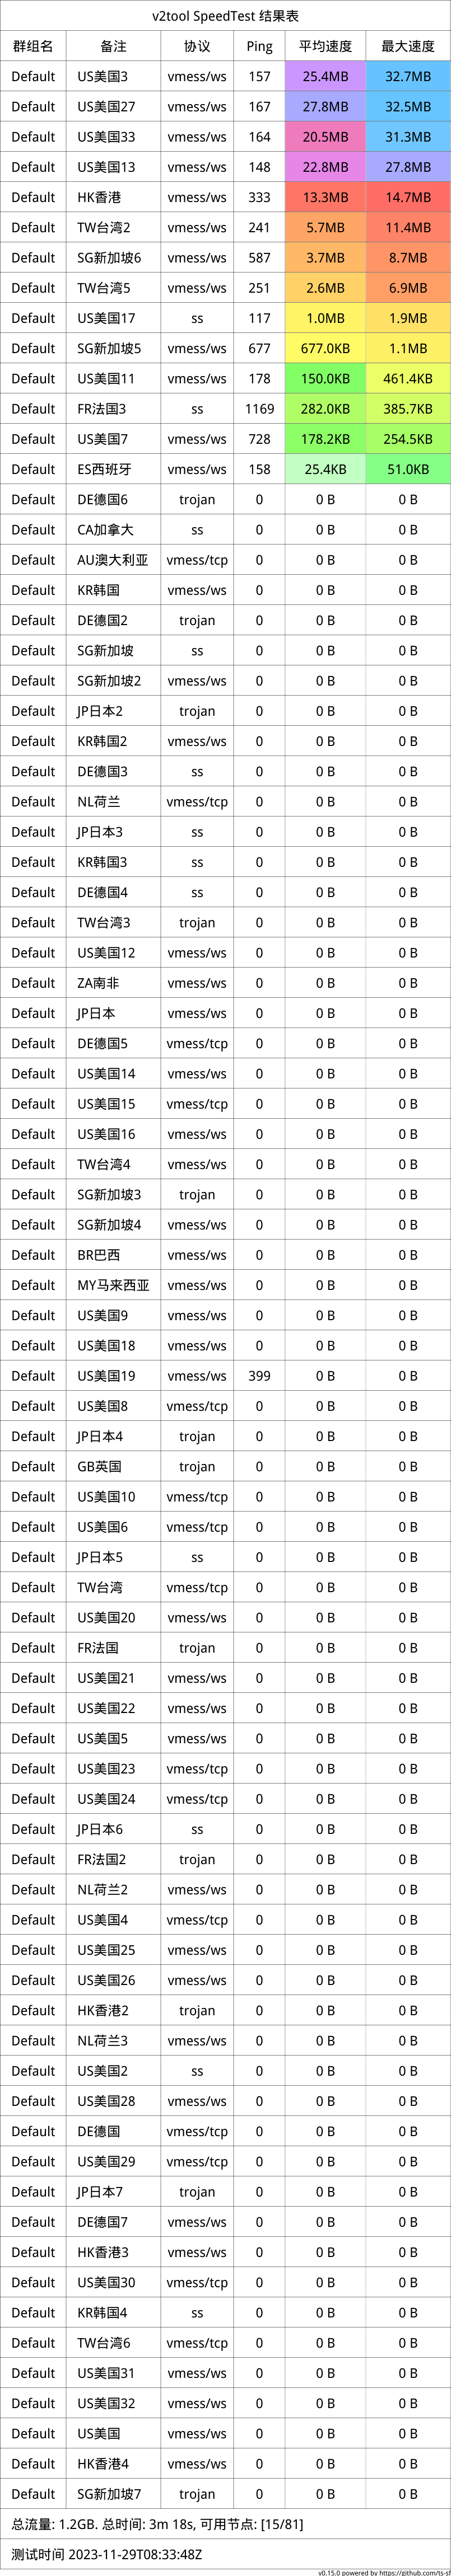 v2tool SpeedTest 结果表
群组名 备注 协议 Ping 平均速度 最大速度
Default US美国3 vmess/ws 157 25.4MB 32.7MB
Default US美国27 vmess/ws 167 27.8MB 32.5MB
Default US美国33 vmess/ws 164 20.5MB 31.3MB
Default US美国13 vmess/ws 148 22.8MB 27.8MB
Default HK香港 vmess/ws 333 13.3MB 14.7MB
Default TW台湾2 vmess/ws 241 5.7MB 11.4MB
Default SG新加坡6 vmess/ws 587 3.7MB 8.7MB
Default TW台湾5 vmess/ws 251 2.6MB 6.9MB
Default US美国17 ss 117 1.0MB 1.9MB
Default SG新加坡5 vmess/ws 677 677.0KB 1.1MB
Default US美国11 vmess/ws 178 150.0KB 461.4KB
Default FR法国3 ss 1169 282.0KB 385.7KB
Default US美国7 vmess/ws 728 178.2KB 254.5KB
Default ES西班牙 vmess/ws 158 25.4KB 51.0KB
Default DE德国6 trojan 0 0 B 0 B
Default CA加拿大 ss 0 0 B 0 B
Default AU澳大利亚 vmess/tcp 0 0 B 0 B
Default KR韩国 vmess/ws 0 0 B 0 B
Default DE德国2 trojan 0 0 B 0 B
Default SG新加坡 ss 0 0 B 0 B
Default SG新加坡2 vmess/ws 0 0 B 0 B
Default JP日本2 trojan 0 0 B 0 B
Default KR韩国2 vmess/ws 0 0 B 0 B
Default DE德国3 ss 0 0 B 0 B
Default NL荷兰 vmess/tcp 0 0 B 0 B
Default JP日本3 ss 0 0 B 0 B
Default KR韩国3 ss 0 0 B 0 B
Default DE德国4 ss 0 0 B 0 B
Default TW台湾3 trojan 0 0 B 0 B
Default US美国12 vmess/ws 0 0 B 0 B
Default ZA南非 vmess/ws 0 0 B 0 B
Default JP日本 vmess/ws 0 0 B 0 B
Default DE德国5 vmess/tcp 0 0 B 0 B
Default US美国14 vmess/ws 0 0 B 0 B
Default US美国15 vmess/tcp 0 0 B 0 B
Default US美国16 vmess/ws 0 0 B 0 B
Default TW台湾4 vmess/ws 0 0 B 0 B
Default SG新加坡3 trojan 0 0 B 0 B
Default SG新加坡4 vmess/ws 0 0 B 0 B
Default BR巴西 vmess/ws 0 0 B 0 B
Default MY马来西亚 vmess/ws 0 0 B 0 B
Default US美国9 vmess/ws 0 0 B 0 B
Default US美国18 vmess/ws 0 0 B 0 B
Default US美国19 vmess/ws 399 0 B 0 B
Default US美国8 vmess/tcp 0 0 B 0 B
Default JP日本4 trojan 0 0 B 0 B
Default GB英国 trojan 0 0 B 0 B
Default US美国10 vmess/tcp 0 0 B 0 B
Default US美国6 vmess/tcp 0 0 B 0 B
Default JP日本5 ss 0 0 B 0 B
Default TW台湾 vmess/tcp 0 0 B 0 B
Default US美国20 vmess/ws 0 0 B 0 B
Default FR法国 trojan 0 0 B 0 B
Default US美国21 vmess/ws 0 0 B 0 B
Default US美国22 vmess/ws 0 0 B 0 B
Default US美国5 vmess/ws 0 0 B 0 B
Default US美国23 vmess/tcp 0 0 B 0 B
Default US美国24 vmess/tcp 0 0 B 0 B
Default JP日本6 ss 0 0 B 0 B
Default FR法国2 trojan 0 0 B 0 B
Default NL荷兰2 vmess/ws 0 0 B 0 B
Default US美国4 vmess/tcp 0 0 B 0 B
Default US美国25 vmess/ws 0 0 B 0 B
Default US美国26 vmess/ws 0 0 B 0 B
Default HK香港2 trojan 0 0 B 0 B
Default NL荷兰3 vmess/ws 0 0 B 0 B
Default US美国2 ss 0 0 B 0 B
Default US美国28 vmess/ws 0 0 B 0 B
Default DE德国 vmess/tcp 0 0 B 0 B
Default US美国29 vmess/tcp 0 0 B 0 B
Default JP日本7 trojan 0 0 B 0 B
Default DE德国7 vmess/ws 0 0 B 0 B
Default HK香港3 vmess/ws 0 0 B 0 B
Default US美国30 vmess/tcp 0 0 B 0 B
Default KR韩国4 ss 0 0 B 0 B
Default TW台湾6 vmess/tcp 0 0 B 0 B
Default US美国31 vmess/ws 0 0 B 0 B
Default US美国32 vmess/ws 0 0 B 0 B
Default US美国 vmess/ws 0 0 B 0 B
Default HK香港4 vmess/ws 0 0 B 0 B
Default SG新加坡7 trojan 0 0 B 0 B
总流量: 1.2GB. 总时间: 3m 18s, 可用节点: [15/81]
测试时间 2023-11-29T08:33:48Z
v0.15.0 powered by https://github.com/ts-sf